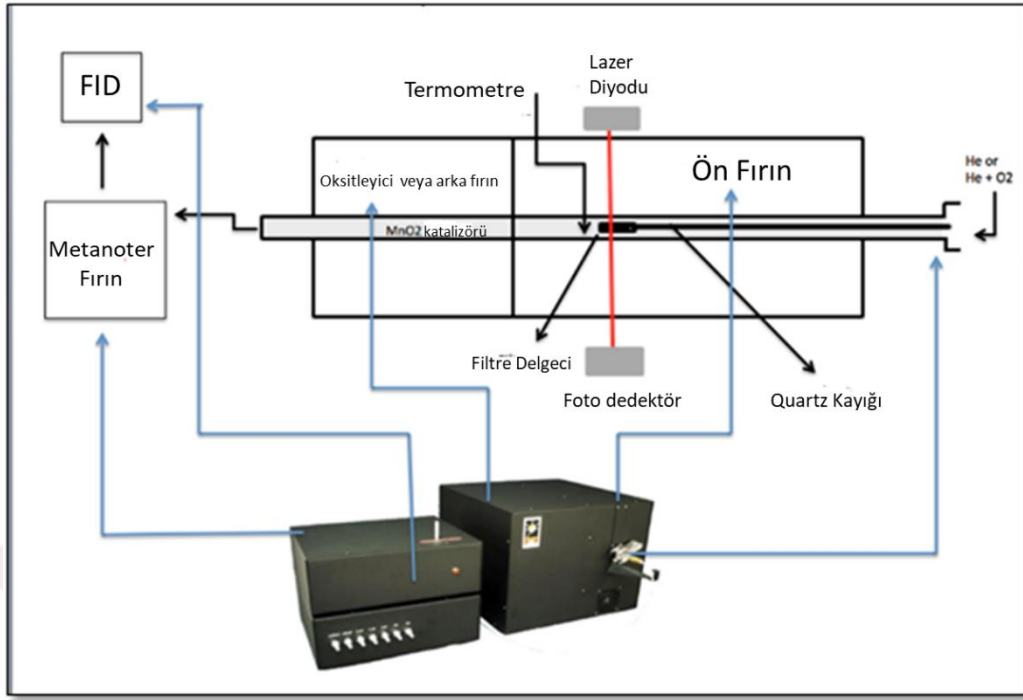 FID
Termometre
Lazer
Diyodu
Oksitleyici veya arka fırın
Ön Fırın
He or
He + O2
MnO2 katalizörü
Metanoter
Fırın
Filtre Delgeci
Foto dedektör
Quartz Kayığı